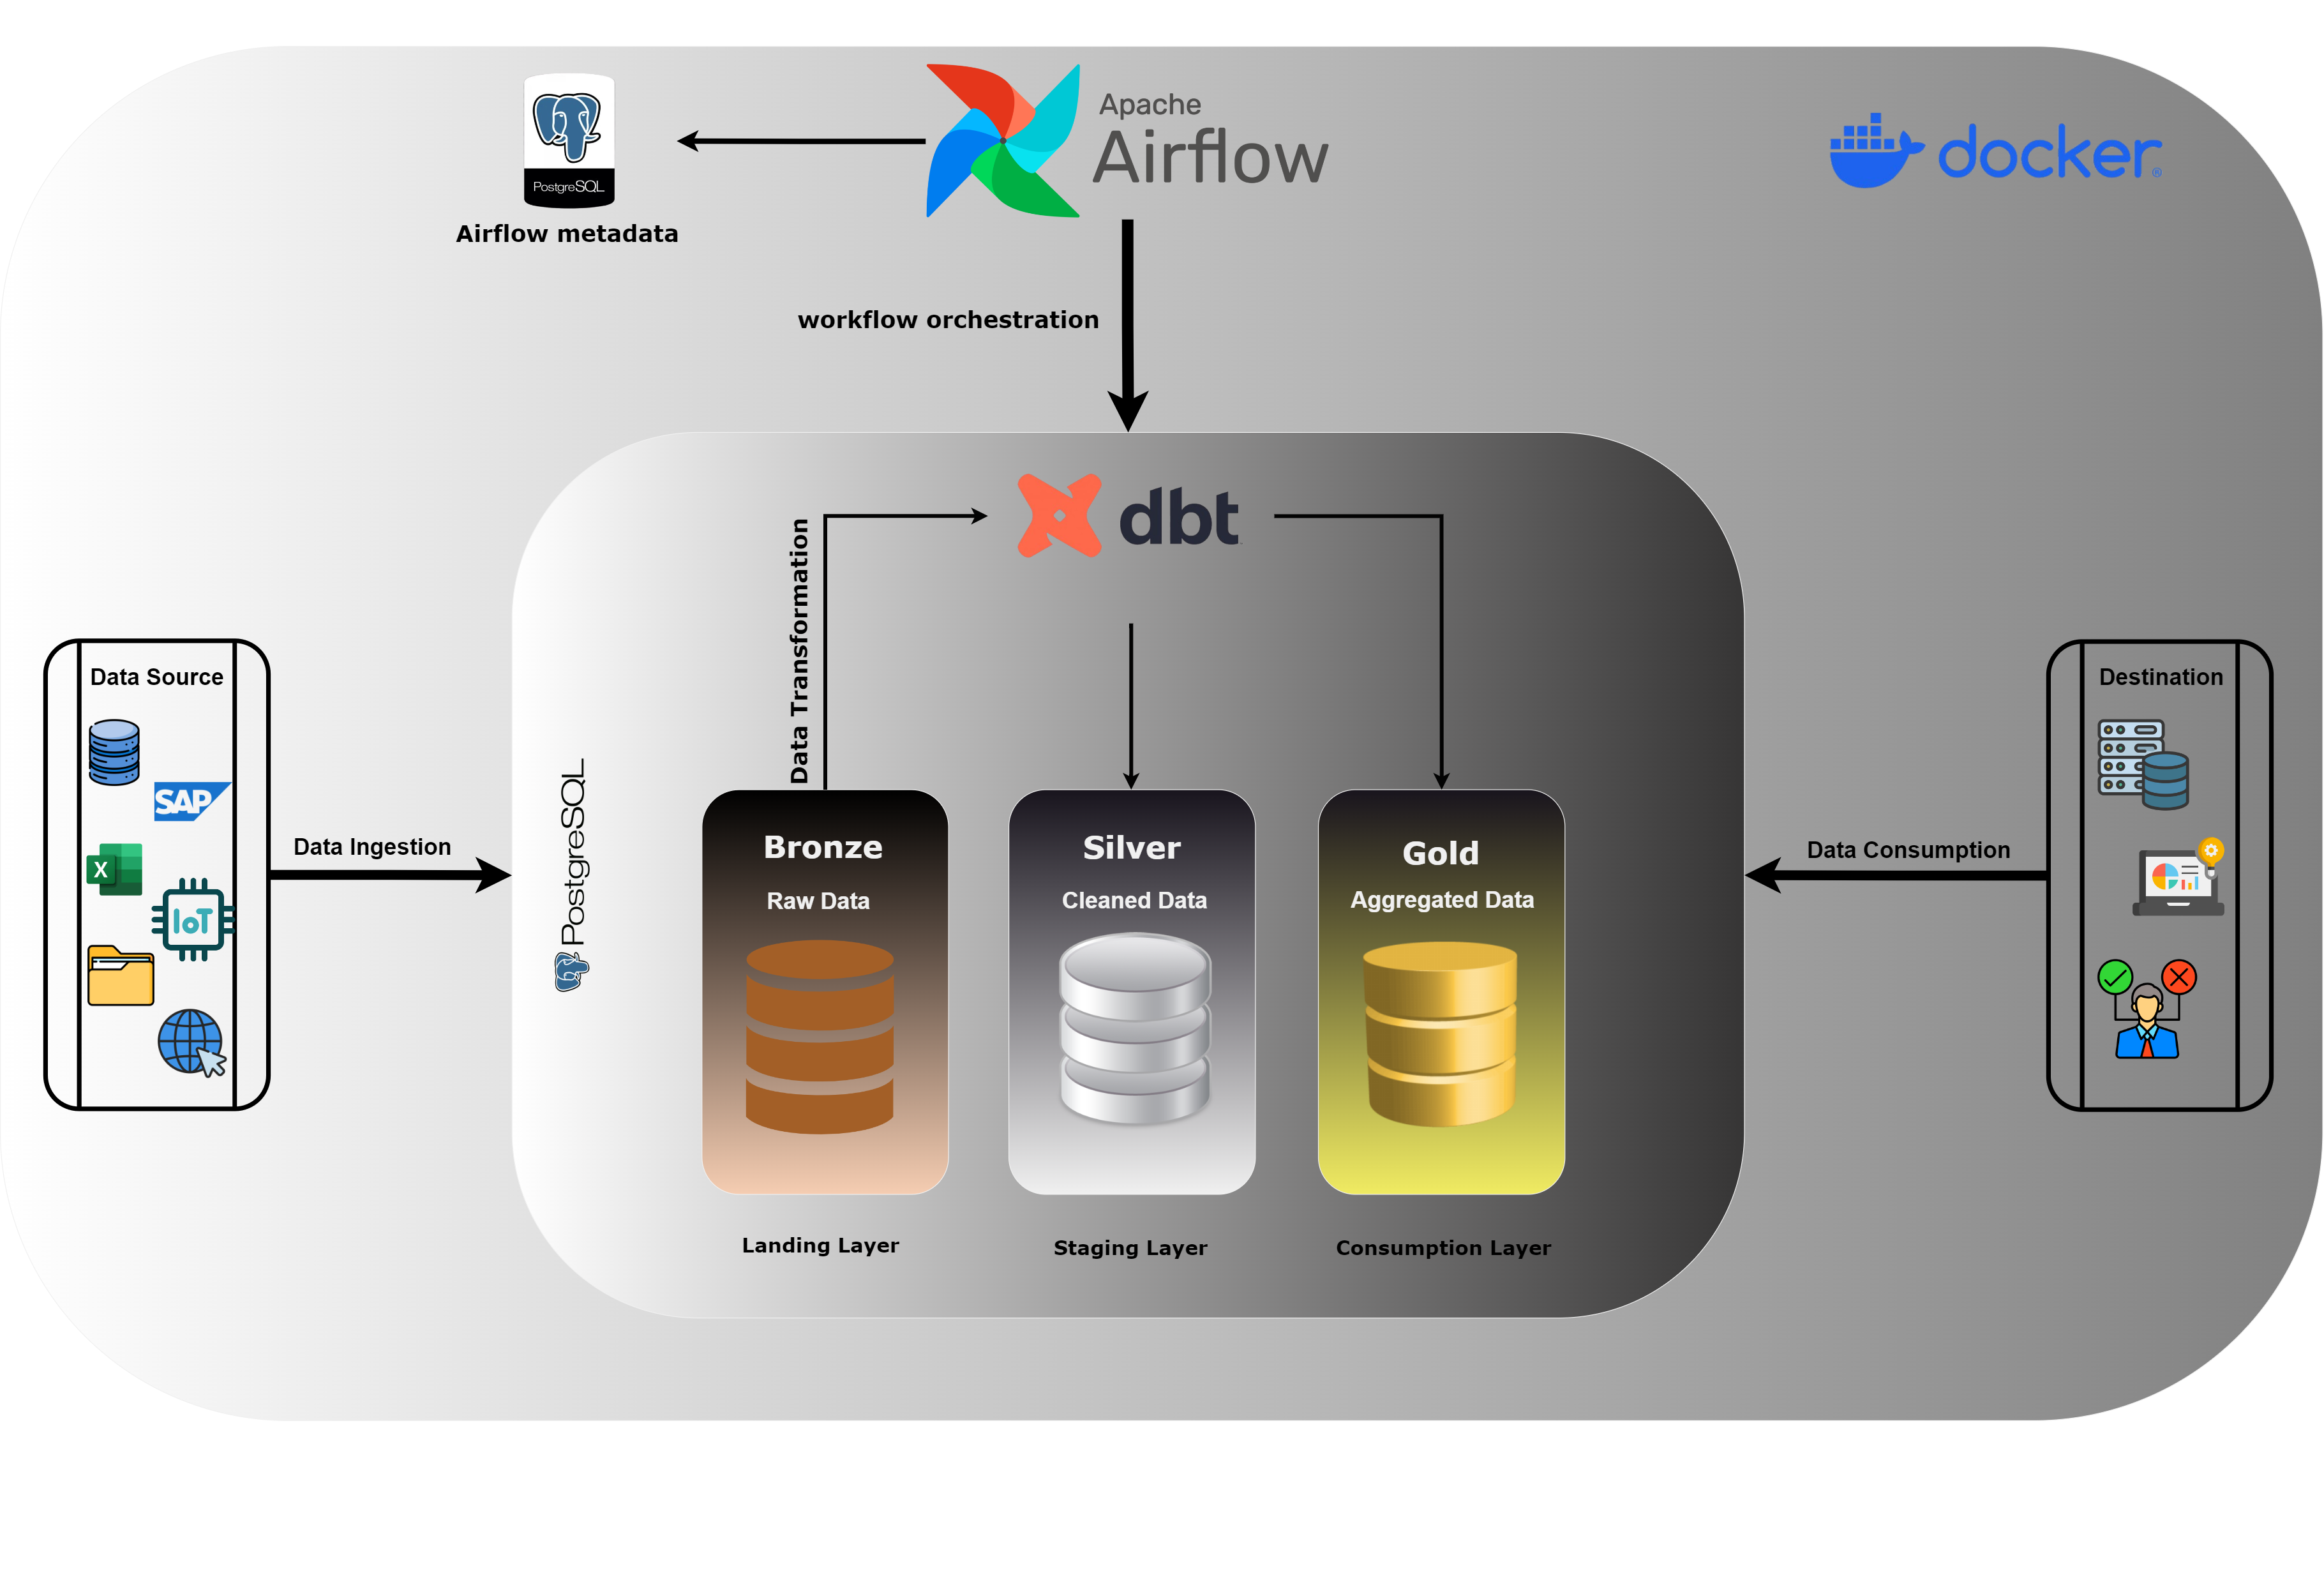 Apache
Airflow
docker
PostgreSQL
Airflow metadata
workflow orchestration
dbt
Data Transformation
Data Source
SAP
X
IoT
Data Ingestion
PostgreSQL
Bronze
Raw Data
Landing Layer
Silver
Cleaned Data
Staging Layer
Gold
Aggregated Data
Consumption Layer
Data Consumption
Destination